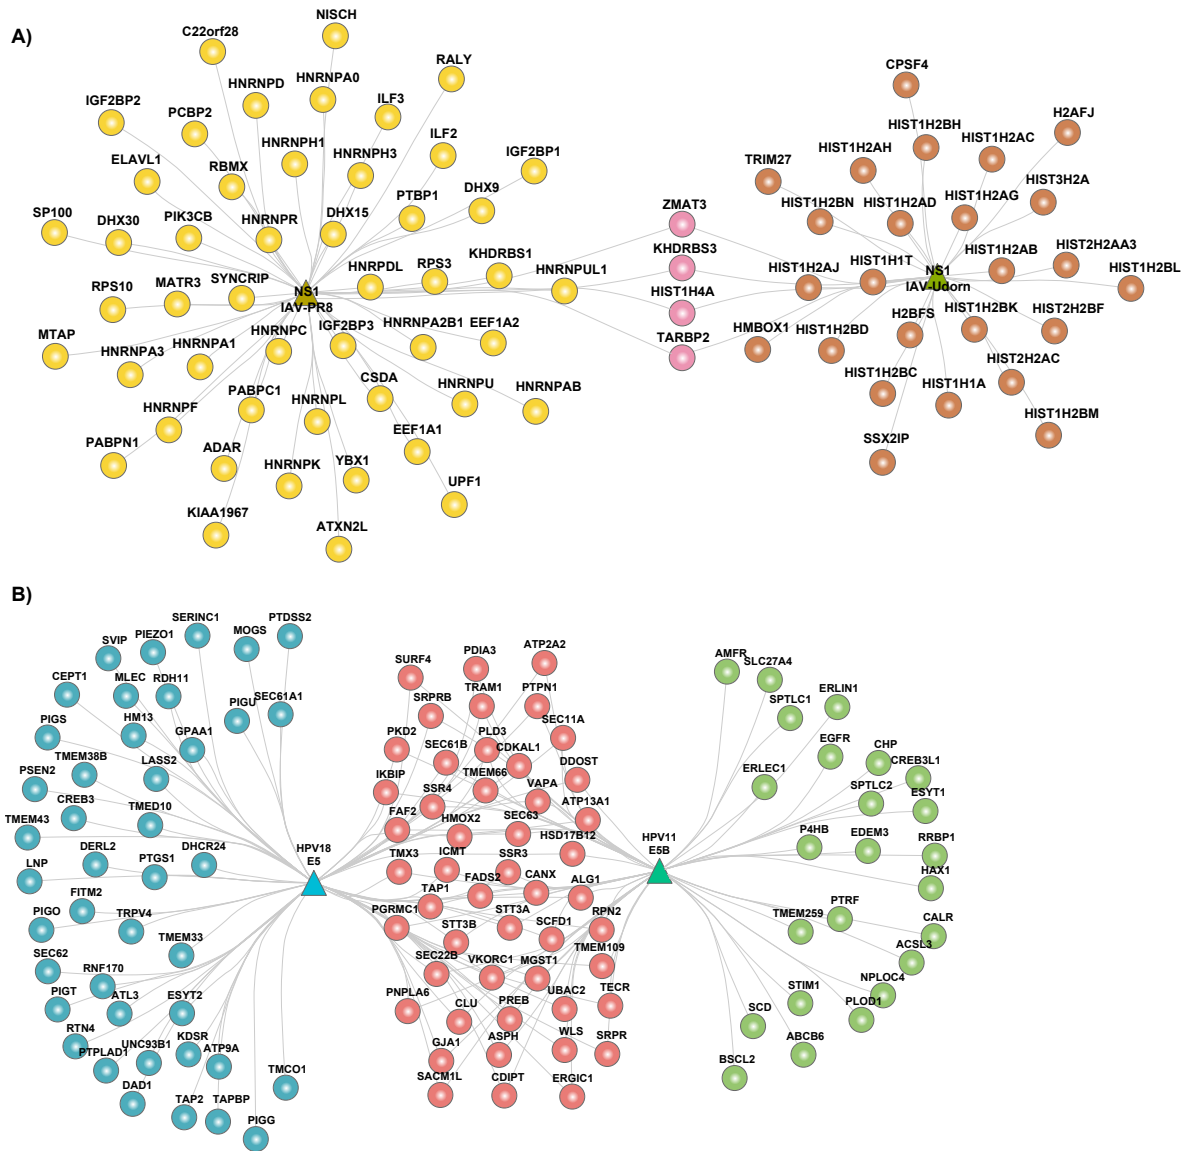 A)
NISCH
C22orf28
RALY
CPSF4
HNRNPD
HNRNPA0
IGF2BP2
PCBP2
ILF3
H2AFJ
HIST1H2BH
HIST1H2AC
HNRNPH1
HNRNPH3
ILF2
IGF2BP1
HIST1H2AH
ELAVL1
RBMX
TRIM27
HIST3H2A
PTBP1
DHX9
HIST1H2AG
SP100
DHX30
PIK3CB
HNRNPR
DHX15
ZMAT3
HIST1H2BN
HIST1H2AD
KHDRBS3
HIST1H2AB
HIST2H2AA3
HNRPDL
RPS3
KHDRBS1
HNRNPUL1
HIST1H2AJ
HIST1H1T
HIST1H2BL
RPS10
MATR3
SYNCRIP
NS1
IAV-PR8
HIST1H4A
NS1
IAV-Udorn
MTAP
HNRNPC
IGF2BP3
HNRNPA2B1
EEF1A2
TARBP2
HMBOX1
HIST1H2BD
H2BFS
HIST1H2BK
HIST2H2BF
HNRNPA3
HNRNPA1
HIST2H2AC
CSDA
HNRNPU
HNRNPAB
HIST1H2BC
HIST1H1A
HNRNPF
PABPC1
HNRNPL
HIST1H2BM
PABPN1
ADAR
EEF1A1
SSX2IP
HNRNPK
YBX1
UPF1
KIAA1967
ATXN2L
B)
SERINC1
PTDSS2
SVIP
PIEZO1
MOGS
PDIA3
ATP2A2
AMFR
SURF4
SLC27A4
CEPT1
MLEC
RDH11
TRAM1
PTPN1
PIGU
SEC61A1
SRPRB
SPTLC1
ERLIN1
PIGS
HM13
GPAA1
PKD2
SEC61B
PLD3
CDKAL1
SEC11A
EGFR
CHP
TMEM38B
LASS2
DDOST
CREB3L1
PSEN2
IKBIP
SSR4
TMEM66
VAPA
ERLEC1
SPTLC2
ESYT1
CREB3
TMED10
FAF2
HMOX2
SEC63
ATP13A1
TMEM43
HSD17B12
P4HB
EDEM3
RRBP1
LNP
DERL2
PTGS1
DHCR24
HPV18
E5
TMX3
ICMT
SSR3
HPV11
E5B
HAX1
FITM2
TAP1
FADS2
CANX
ALG1
PIGO
TRPV4
PGRMC1
STT3B
STT3A
SCFD1
RPN2
TMEM259
PTRF
CALR
TMEM33
SEC22B
VKORC1
MGST1
TMEM109
ACSL3
SEC62
RNF170
NPLOC4
PIGT
ATL3
ESYT2
PNPLA6
CLU
PREB
UBAC2
TECR
STIM1
PLOD1
RTN4
SCD
PTPLAD1
UNC93B1
KDSR
ATP9A
GJA1
ASPH
WLS
SRPR
ABCB6
DAD1
TMCO1
SACM1L
CDIPT
ERGIC1
BSCL2
TAP2
TAPBP
PIGG